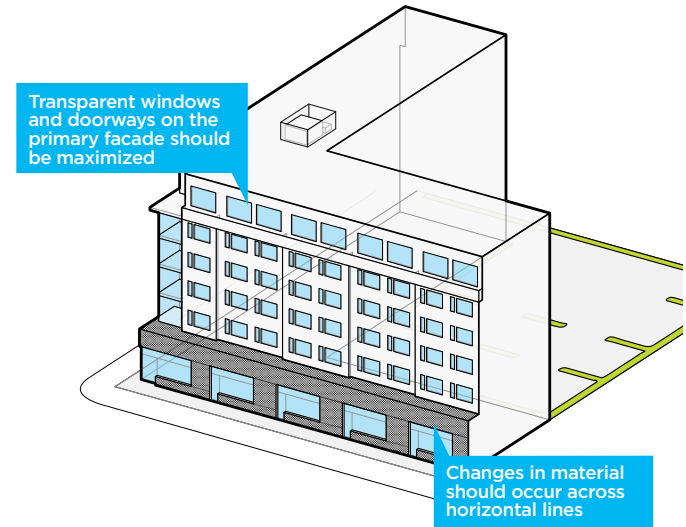 Transparent windows
and doorways on the
primary facade should
be maximized
Changes in material
should occur across
horizontal lines